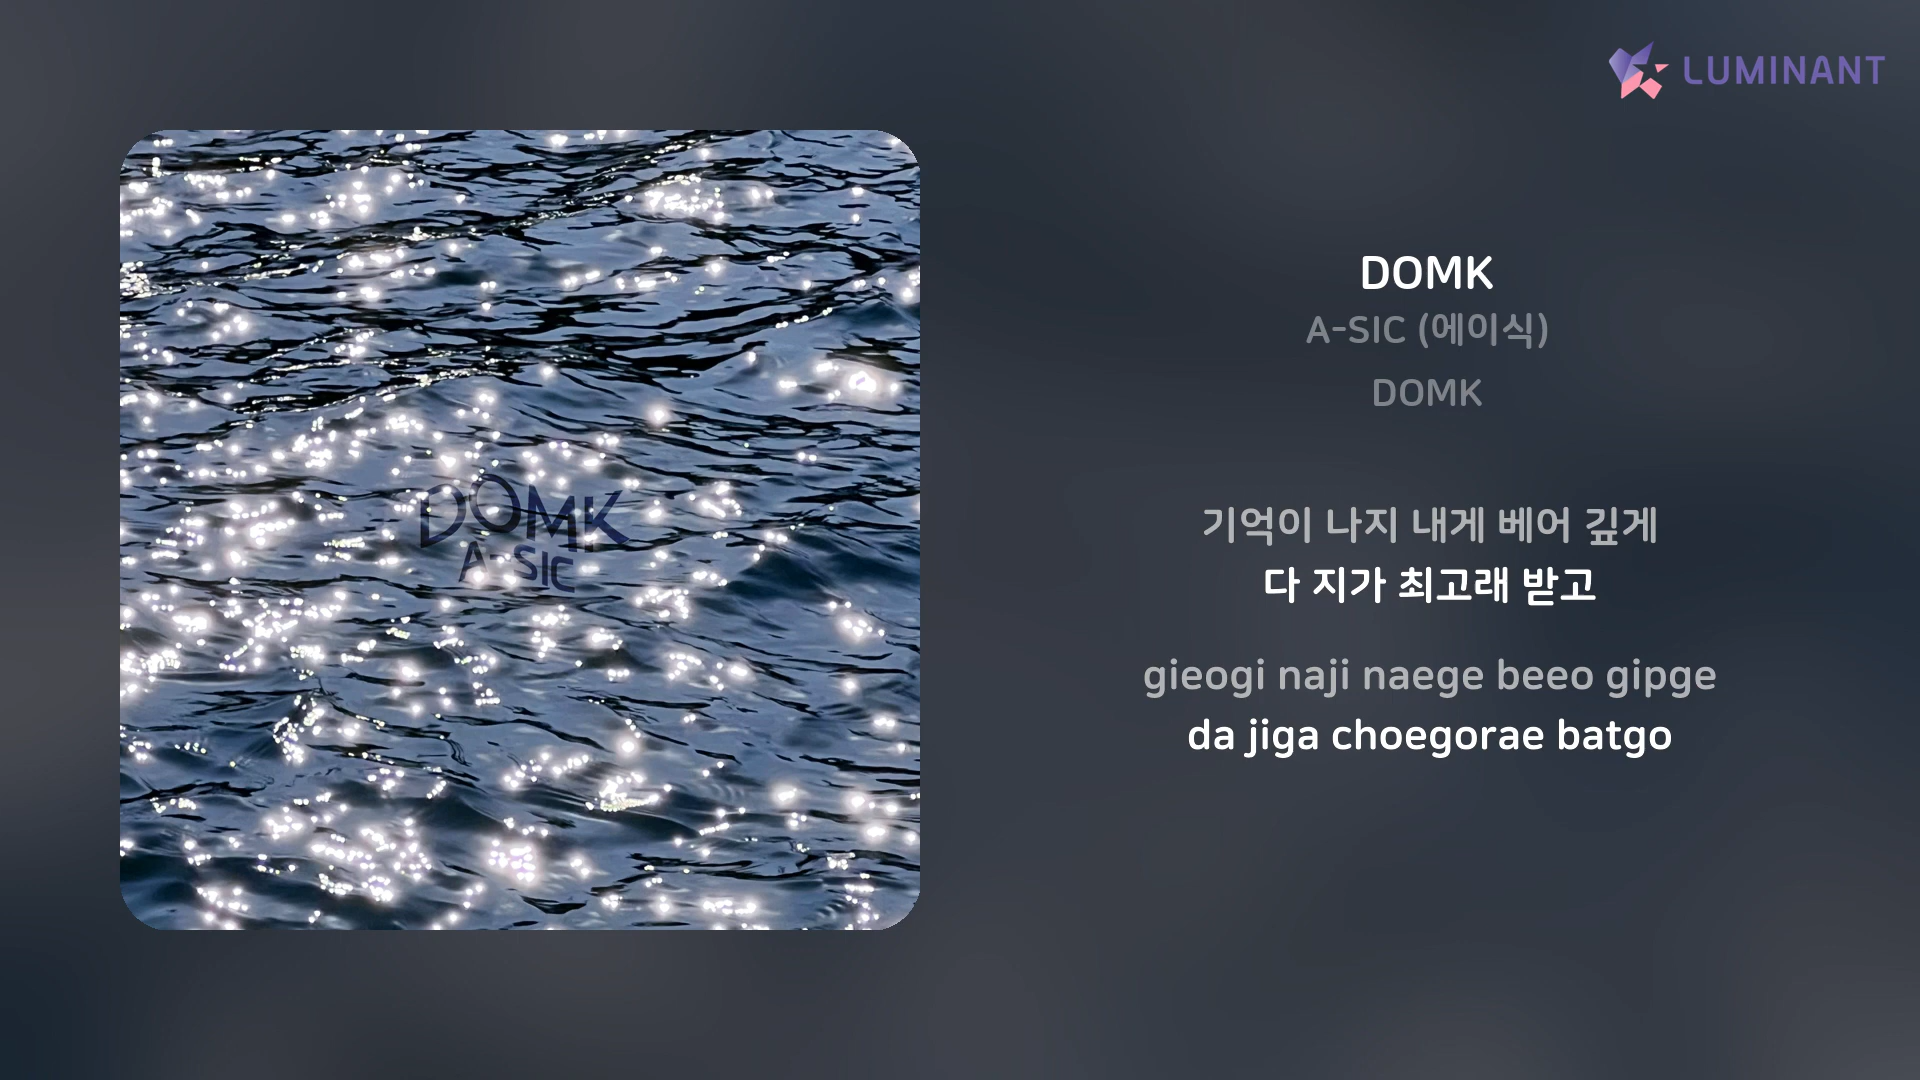 LUMINANT
DOMK
A-SIC
DOMK
A-SIC (에이식)
DOMK
기억이 나지 내게 베어 깊게
다 지가 최고래 받고
gieogi naji naege beeo gipge
da jiga choegorae batgo